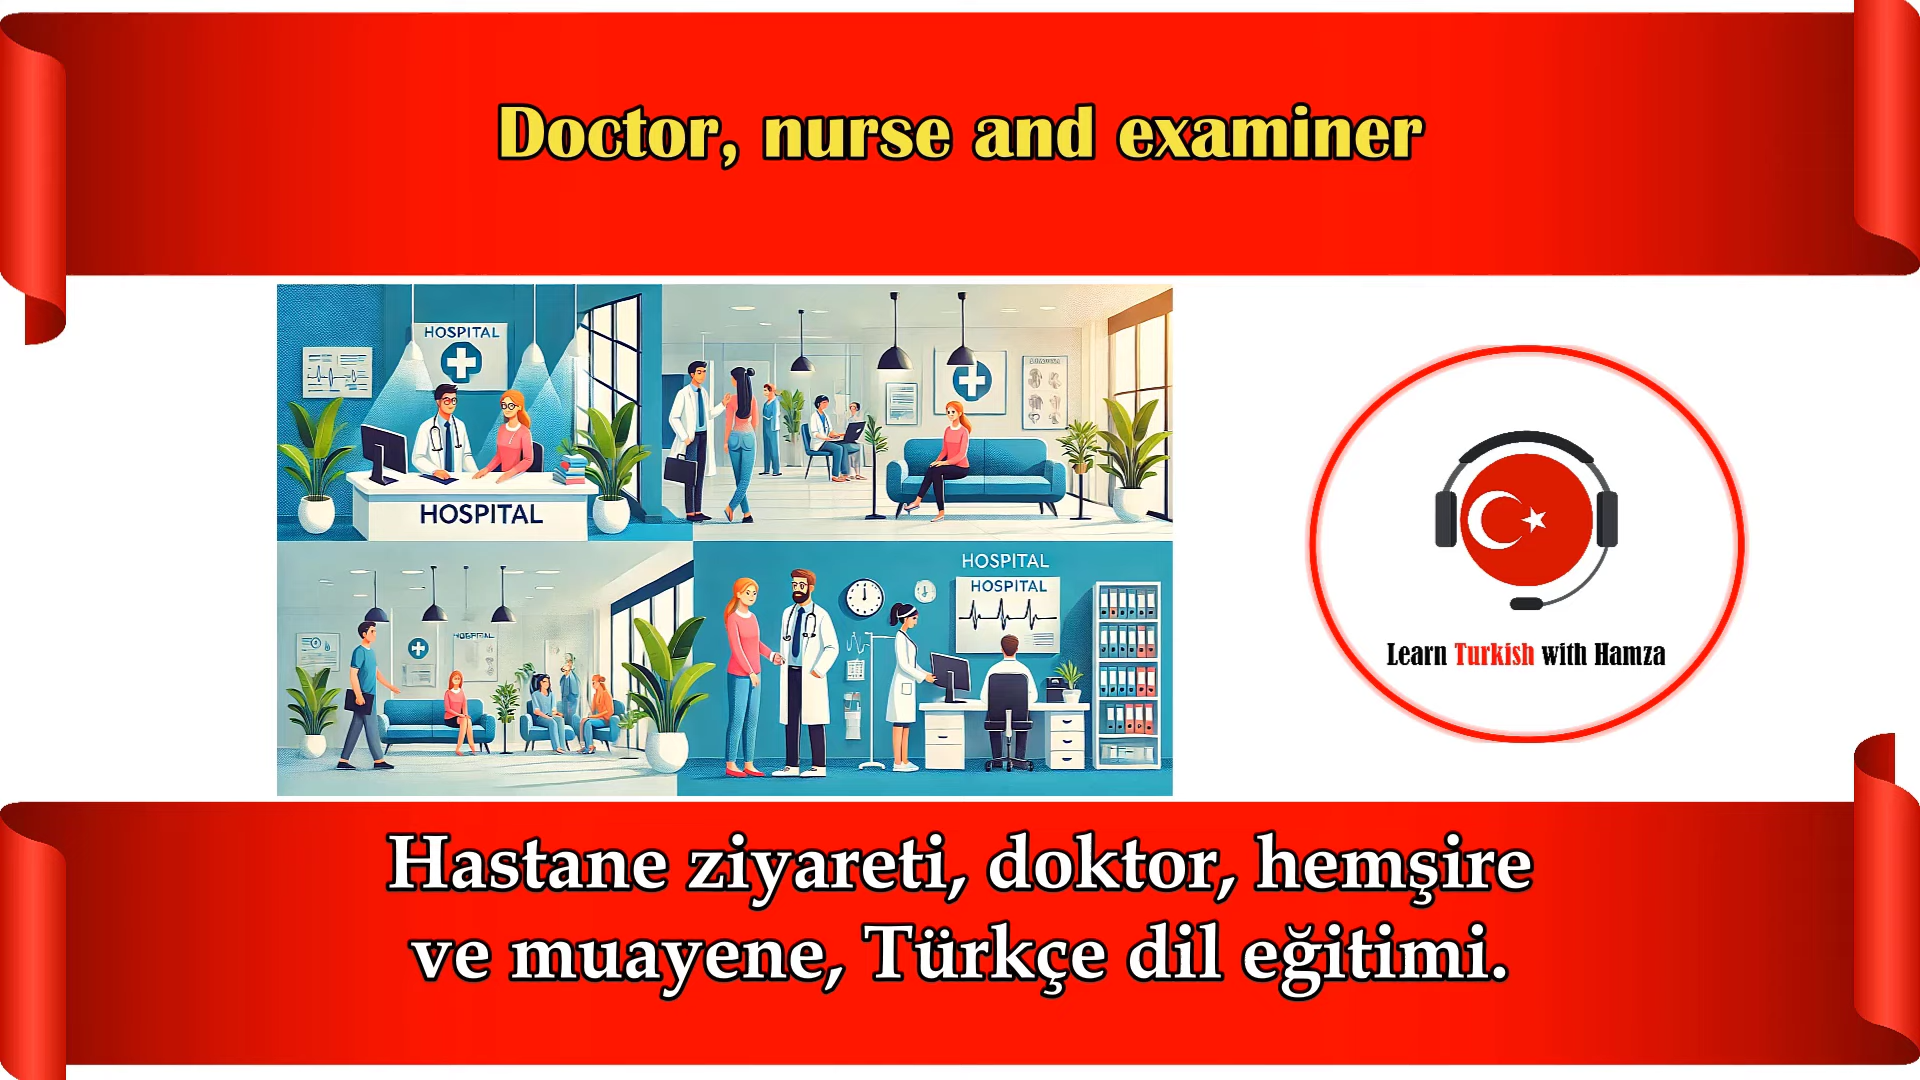 Doctor, nurse and examiner
HOSPITAL
HOSPITAL
HOSPITAL
HOSPITAL
HOSPITAL
Learn Turkish with Hamza
Hastane ziyareti, doktor, hemşire
ve muayene, Türkçe dil eğitimi.